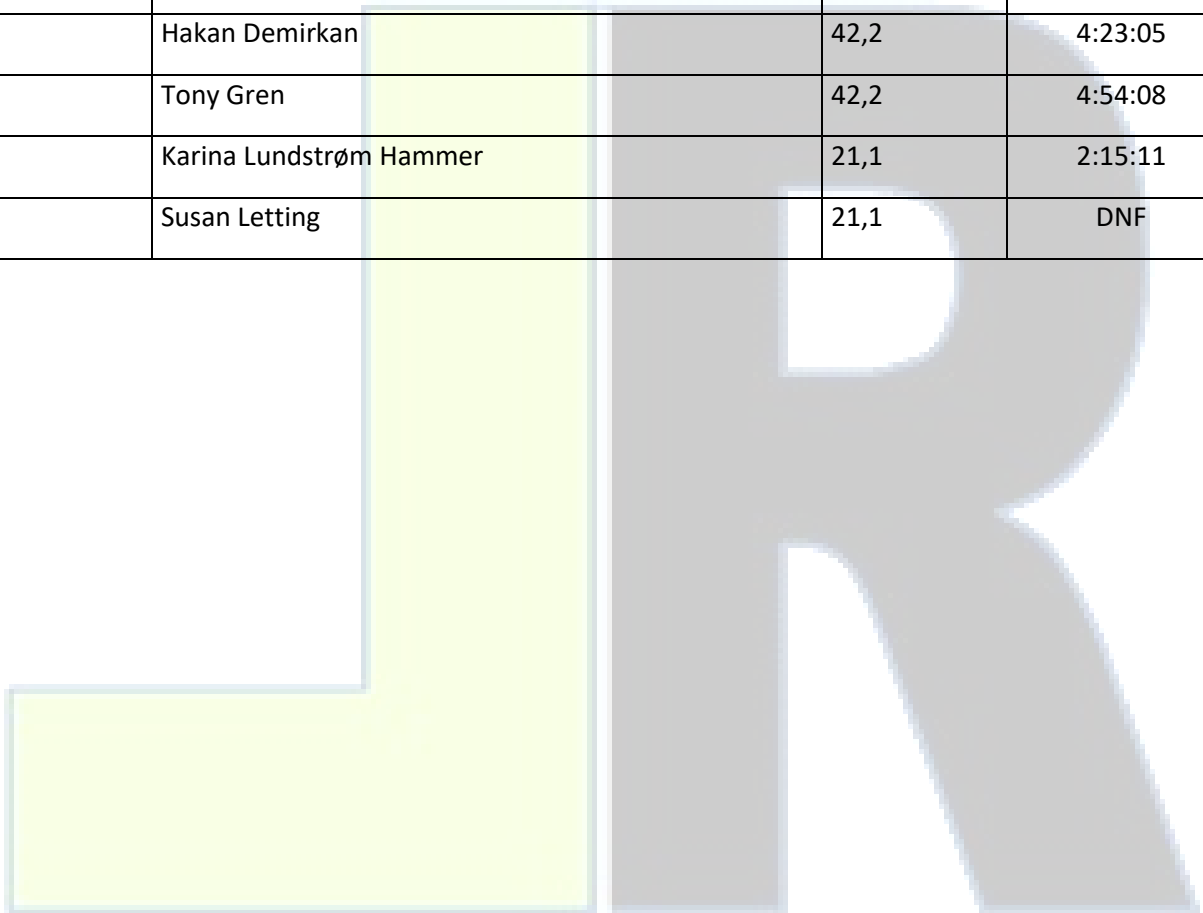 Hakan Demirkan 42,2 4:23:05
Tony Gren 42,2 4:54:08
Karina Lundstrøm Hammer 21,1 2:15:11
Susan Letting 21,1 DNF
JR